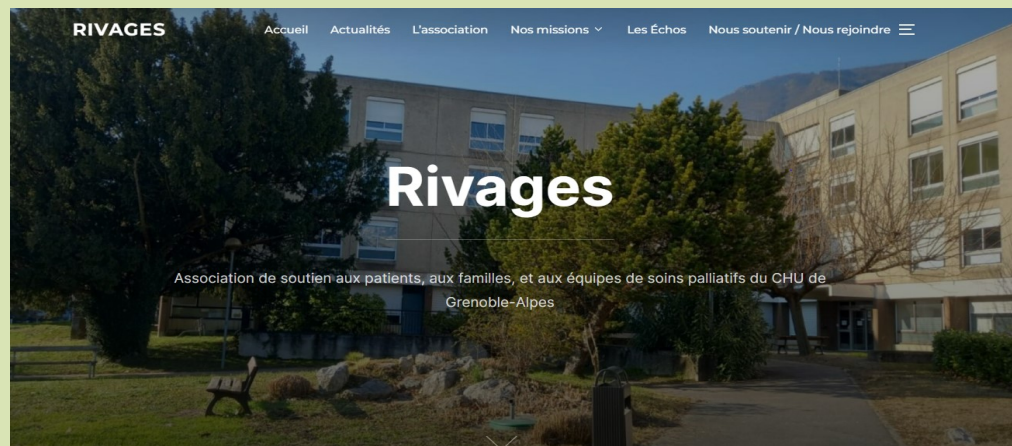 RIVAGES
Accueil Actualités L'association Nos missions Les Échos Nous soutenir / Nous rejoindre
Rivages
Association de soutien aux patients, aux familles, et aux équipes de soins palliatifs du CHU de
Grenoble-Alpes